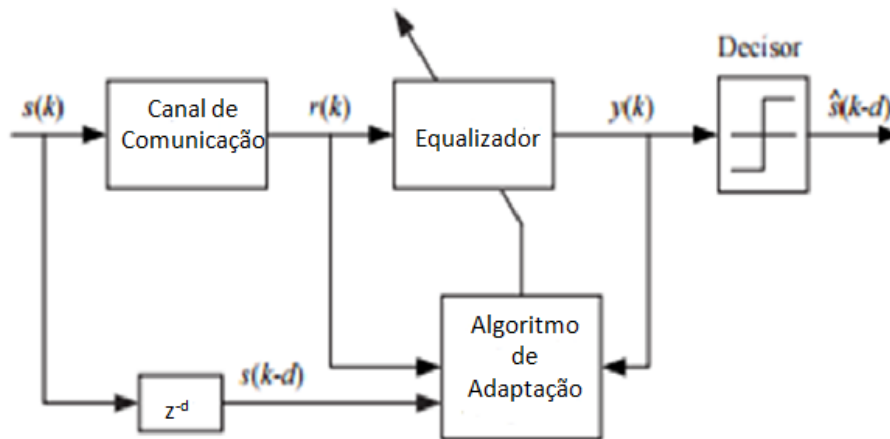 Decisor
s(k)
Canal de
Comunicação
r(k)
Equalizador
y(k)
ŝ(k-d)
Algoritmo
de
Adaptação
s(k-d)
z-d